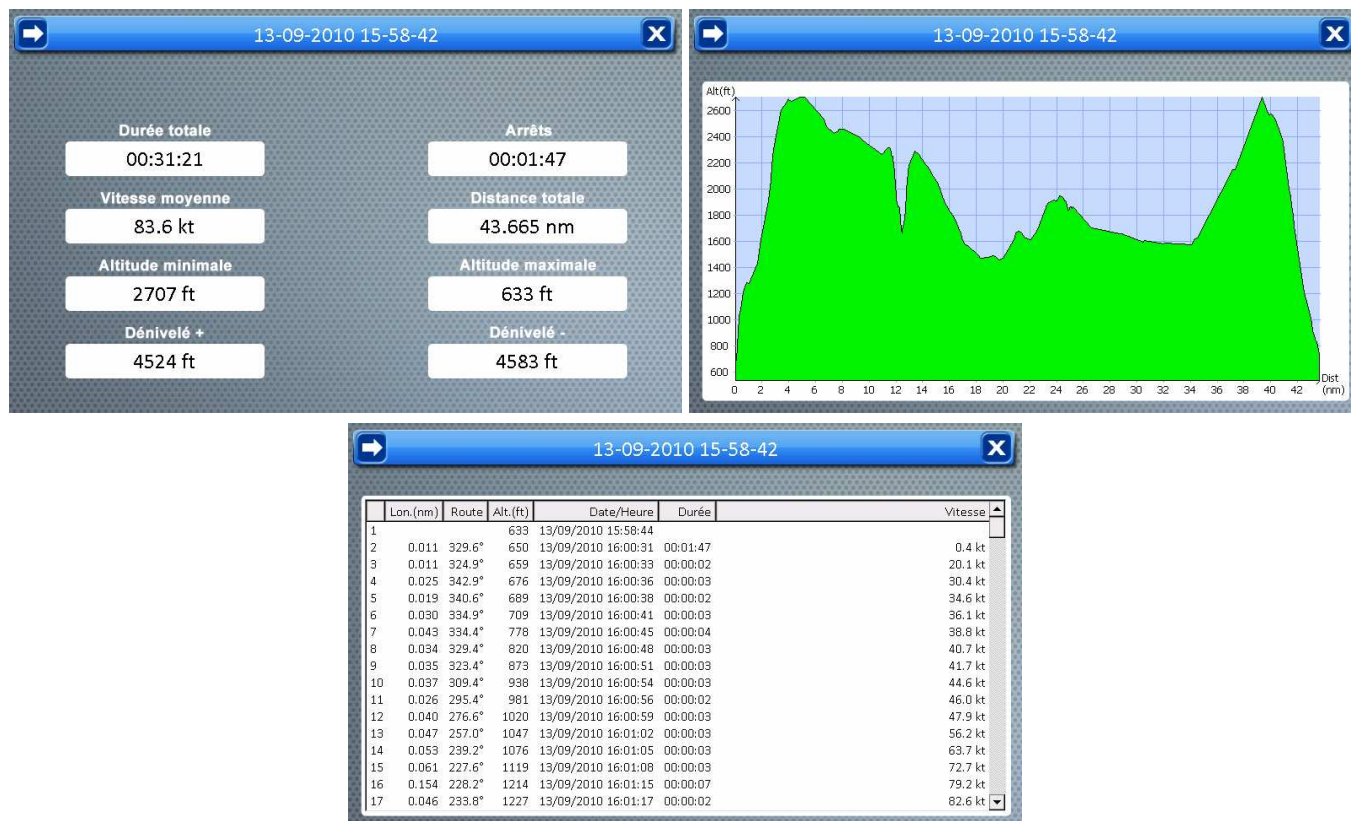 13-09-2010 15-58-42
Durée totale Arrêts
00:31:21 00:01:47
Vitesse moyenne Distance totale
83.6 kt 43.665 nm
Altitude minimale Altitude maximale
2707 ft 633 ft
Dénivelé + Dénivelé -
4524 ft 4583 ft
13-09-2010 15-58-42
Alt(ft)
2600
2400
2200
2000
1800
1600
1400
1200
1000
800
600
0 2 4 6 8 10 12 14 16 18 20 22 24 26 28 30 32 34 36 38 40 42
Dist
(nm)
13-09-2010 15-58-42
Lon.(nm) Route Alt.(ft) Date/Heure Durée Vitesse
1 633 13/09/2010 15:58:44
2 0.011 329.6° 650 13/09/2010 16:00:31 00:01:47 0.4 kt
3 0.011 324.9° 659 13/09/2010 16:00:33 00:00:02 20.1 kt
4 0.025 342.9° 676 13/09/2010 16:00:36 00:00:03 30.4 kt
5 0.019 340.6° 689 13/09/2010 16:00:38 00:00:02 34.6 kt
6 0.030 334.9° 709 13/09/2010 16:00:41 00:00:03 36.1 kt
7 0.043 334.4° 778 13/09/2010 16:00:45 00:00:04 38.8 kt
8 0.034 329.4° 820 13/09/2010 16:00:48 00:00:03 40.7 kt
9 0.035 323.4° 873 13/09/2010 16:00:51 00:00:03 41.7 kt
10 0.037 309.4° 938 13/09/2010 16:00:54 00:00:03 44.6 kt
11 0.026 295.4° 981 13/09/2010 16:00:56 00:00:02 46.0 kt
12 0.040 276.6° 1020 13/09/2010 16:00:59 00:00:03 47.9 kt
13 0.047 257.0° 1047 13/09/2010 16:01:02 00:00:03 56.2 kt
14 0.053 239.2° 1076 13/09/2010 16:01:05 00:00:03 63.7 kt
15 0.061 227.6° 1119 13/09/2010 16:01:08 00:00:03 72.7 kt
16 0.154 228.2° 1214 13/09/2010 16:01:15 00:00:07 79.2 kt
17 0.046 233.8° 1227 13/09/2010 16:01:17 00:00:02 82.6 kt